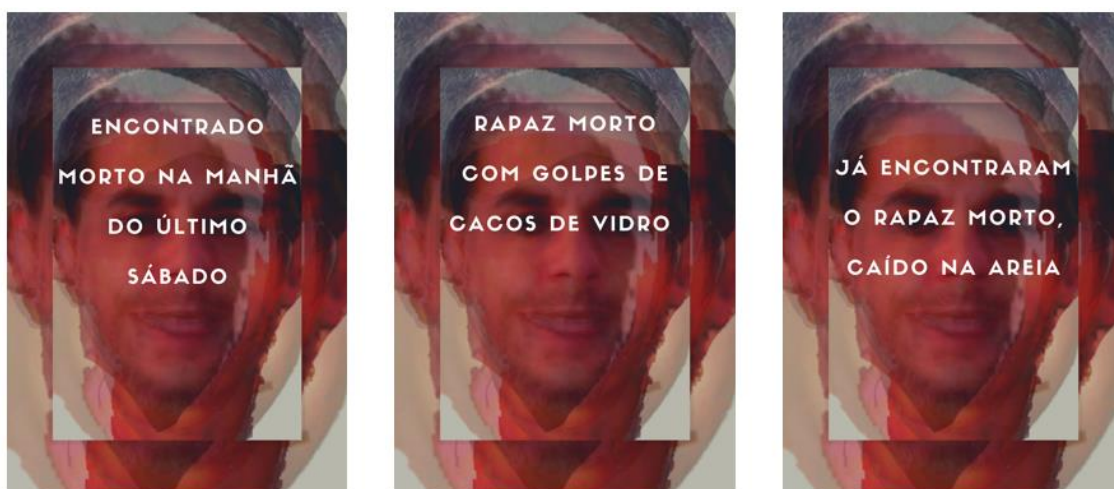 ENCONTRADO
MORTO NA MANHÃ
DO ÚLTIMO
SÁBADO
RAPAZ MORTO
COM GOLPES DE
CACOS DE VIDRO
JÁ ENCONTRARAM
O RAPAZ MORTO,
CAÍDO NA AREIA